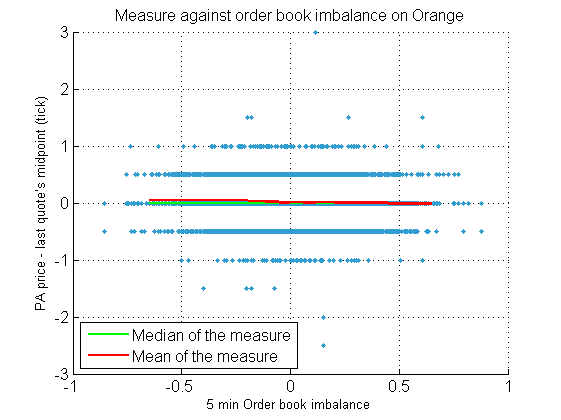 Measure against order book imbalance on Orange
PA price - last quote's midpoint (tick)
3
2
1
0
-1
-2
-3
Median of the measure
Mean of the measure
-1
-0.5
0
0.5
1
5 min Order book imbalance